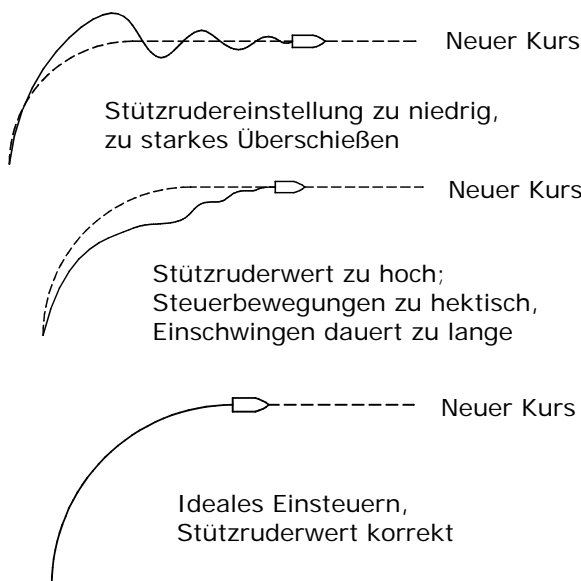 Neuer Kurs
Stützrudereinstellung zu niedrig,
zu starkes Überschießen
Neuer Kurs
Stützruderwert zu hoch;
Steuerbewegungen zu hektisch,
Einschwingen dauert zu lange
Neuer Kurs
Ideales Einsteuern,
Stützruderwert korrekt